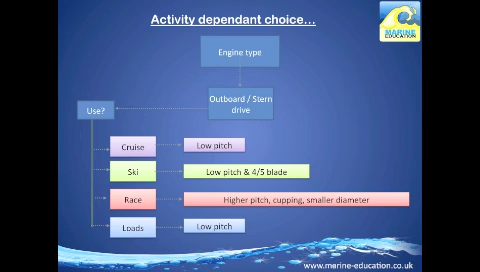 Activity dependant choice...
MARINE
EDUCATION
Engine type
Outboard / Stern
drive
Use?
Cruise
Low pitch
Ski
Low pitch & 4/5 blade
Race
Higher pitch, cupping, smaller diameter
Loads
Low pitch
www.marine-education.co.uk